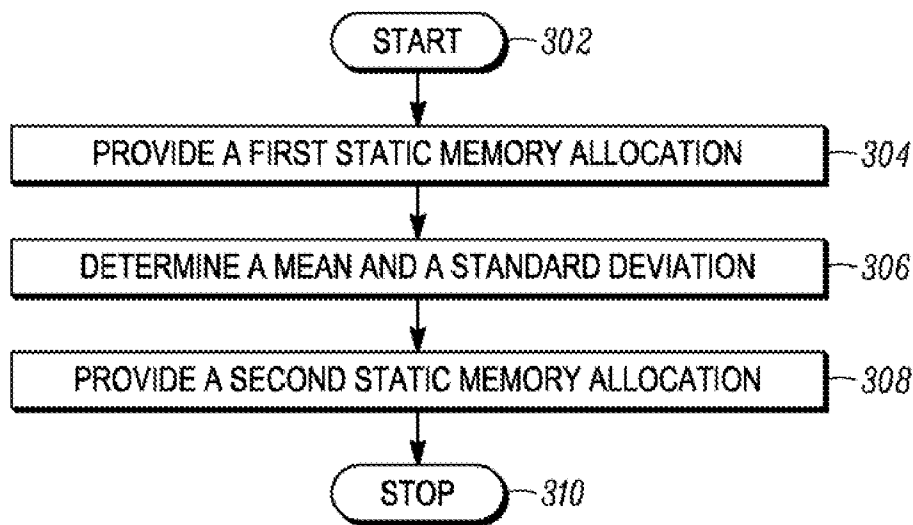 START 302
PROVIDE A FIRST STATIC MEMORY ALLOCATION 304
DETERMINE A MEAN AND A STANDARD DEVIATION 306
PROVIDE A SECOND STATIC MEMORY ALLOCATION 308
STOP 310